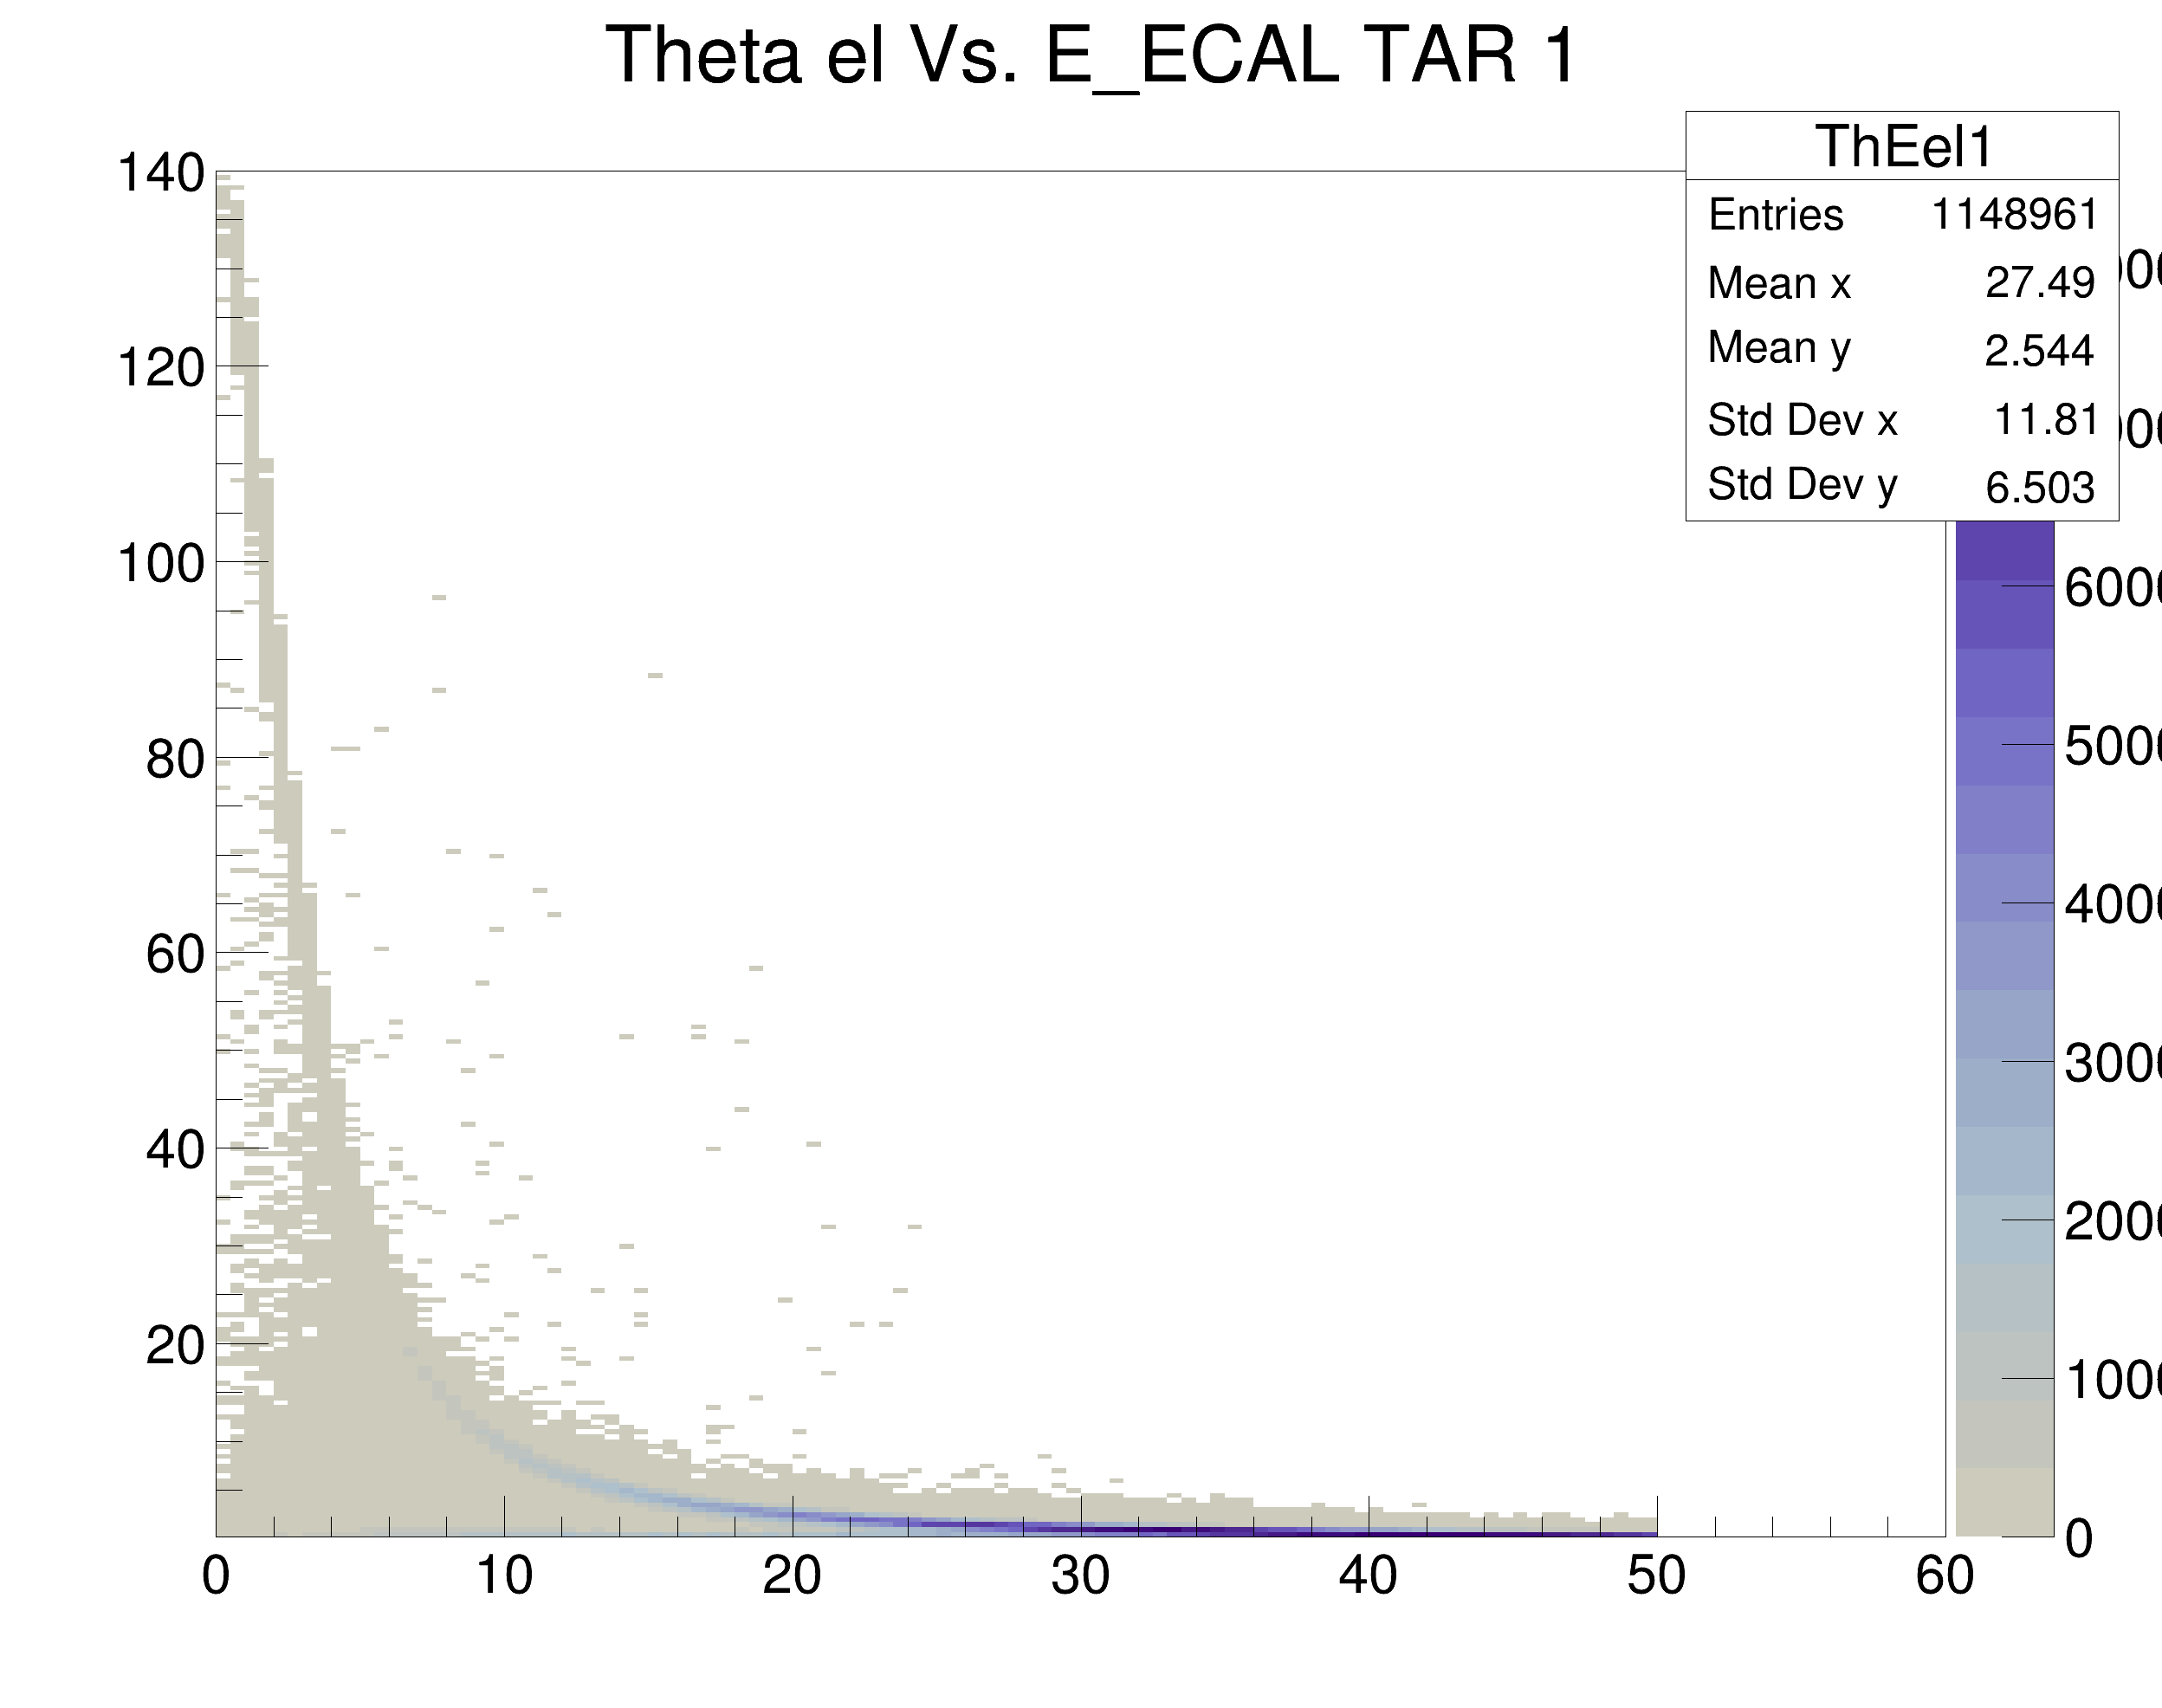 Theta el Vs. E_ECAL TAR 1
ThEel1
Entries 1148961
Mean x 27.49
Mean y 2.544
Std Dev x 11.81
Std Dev y 6.503
140
120
100
80
60
40
20
0 10 20 30 40 50 60
0